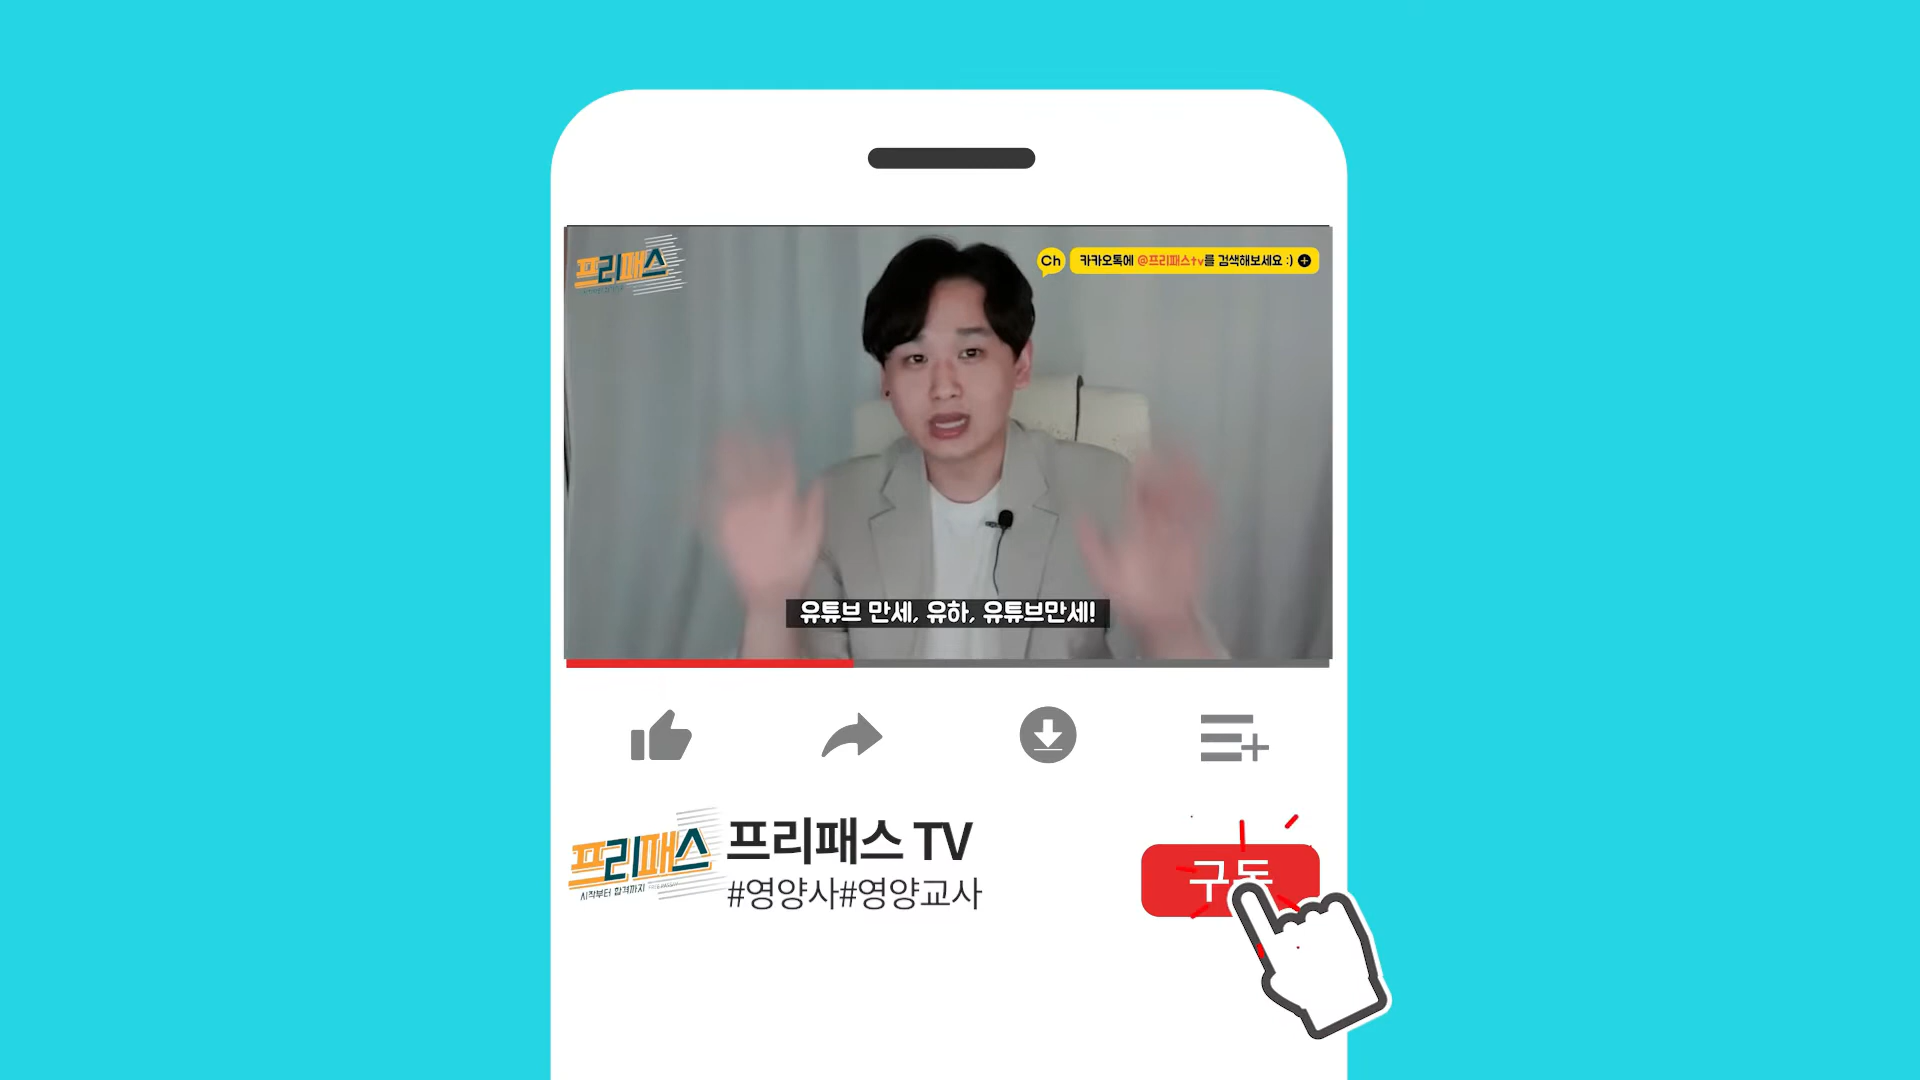 프리패스
Ch 카카오톡에 @프리패스tv를 검색해보세요 :)
유튜브 만세, 유하, 유튜브만세!
프리패스
시작부터 합격까지
프리패스 TV
#영양사#영양교사
구독